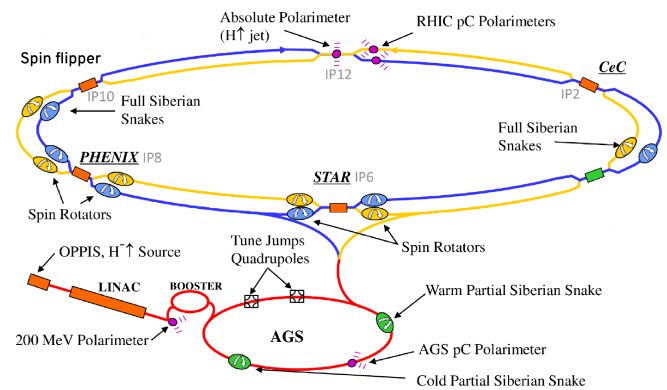 Absolute Polarimeter
(H↑ jet)
RHIC pC Polarimeters
Spin flipper
IP12
CeC
IP10
IP2
Full Siberian
Snakes
Full Siberian
Snakes
PHENIX IP8
STAR IP6
Spin Rotators
Spin Rotators
Tune Jumps
Quadrupoles
OPPIS, H⁻↑ Source
LINAC
BOOSTER
Warm Partial Siberian Snake
200 MeV Polarimeter
AGS
AGS pC Polarimeter
Cold Partial Siberian Snake